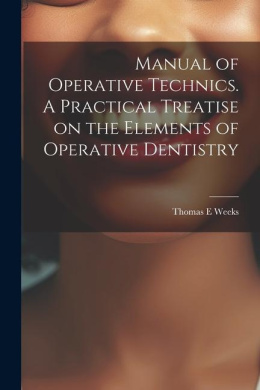 Manual of
Operative Technics.
A Practical Treatise
on the Elements of
Operative Dentistry
Thomas E Weeks